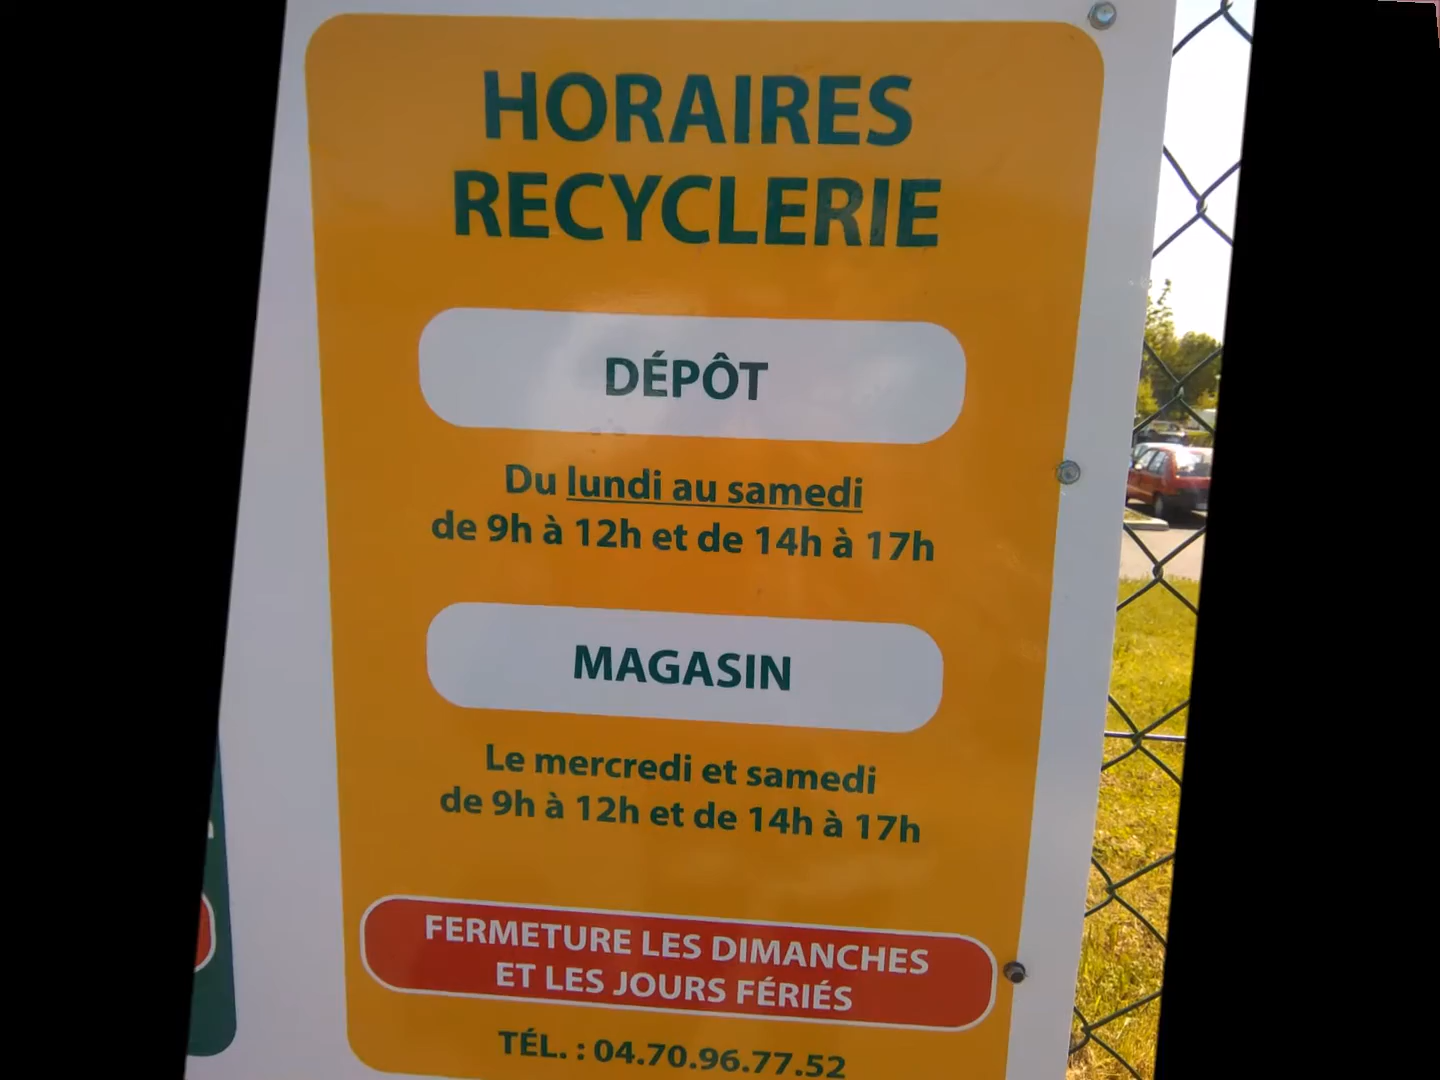 HORAIRES
RECYCLERIE
DÉPÔT
Du lundi au samedi
de 9h à 12h et de 14h à 17h
MAGASIN
Le mercredi et samedi
de 9h à 12h et de 14h à 17h
FERMETURE LES DIMANCHES
ET LES JOURS FÉRIÉS
TÉL. : 04.70.96.77.52